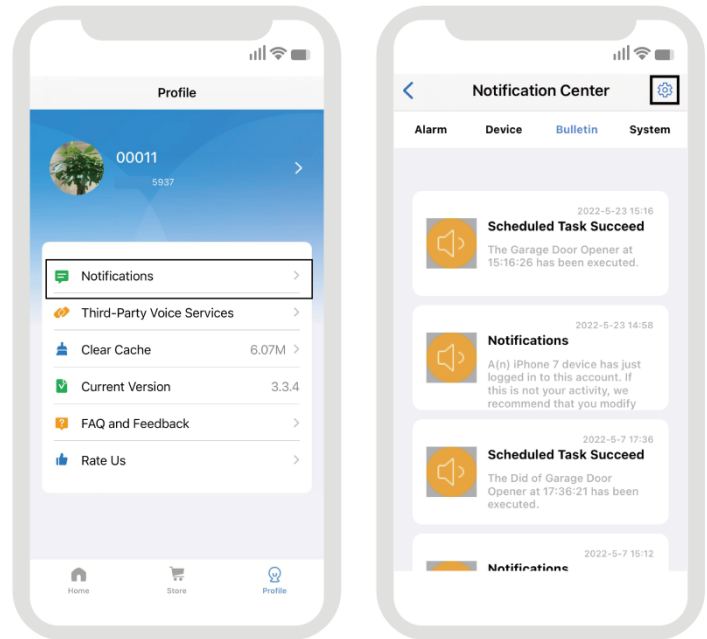 Profile
00011
5937
Notifications
Third-Party Voice Services
Clear Cache 6.07M
Current Version 3.3.4
FAQ and Feedback
Rate Us
Home Store Profile
Notification Center
Alarm Device Bulletin System
2022-5-23 15:16
Scheduled Task Succeed
The Garage Door Opener at
15:16:26 has been executed.
2022-5-23 14:58
Notifications
A(n) iPhone 7 device has just
logged in to this account. If
this is not your activity, we
recommend that you modify
2022-5-7 17:36
Scheduled Task Succeed
The Did of Garage Door
Opener at 17:36:21 has been
executed.
2022-5-7 15:12
Notifications